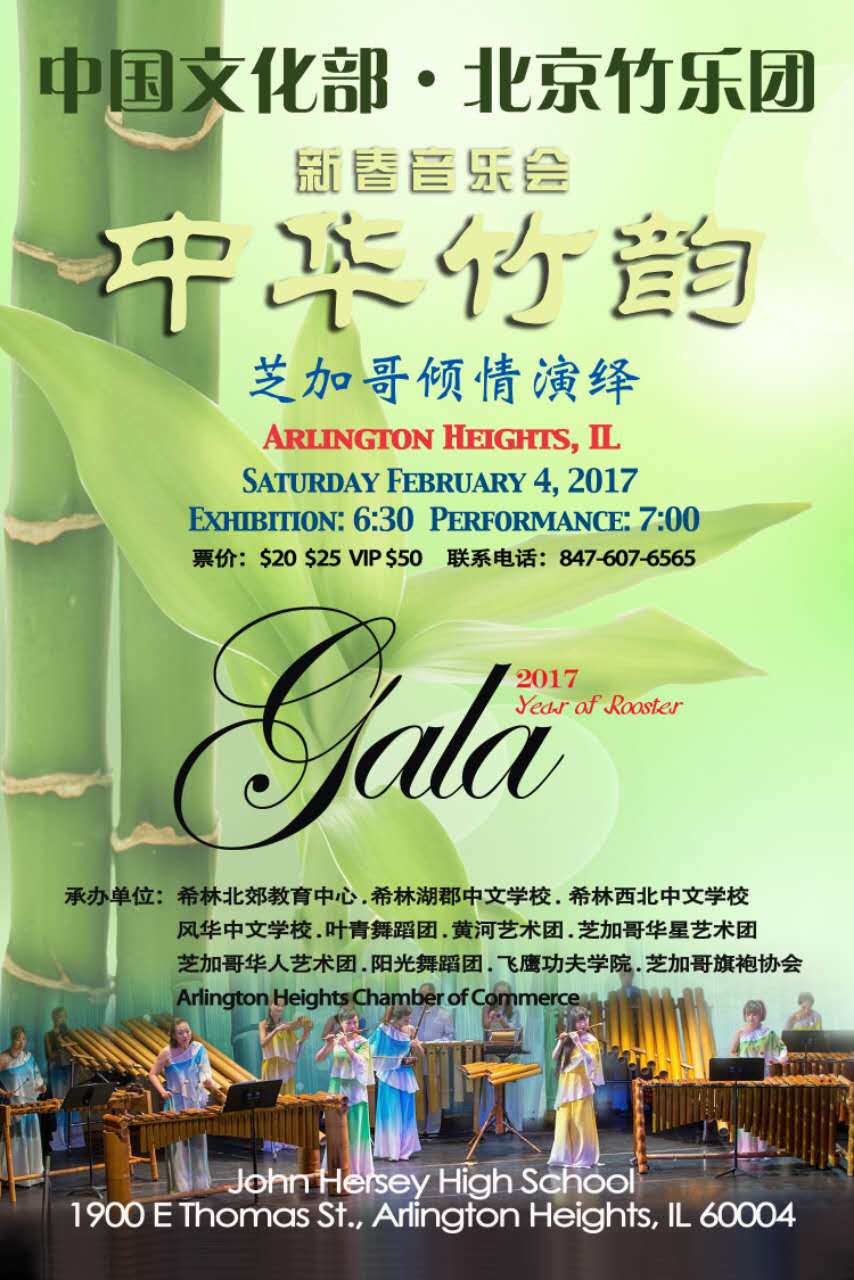 中国文化部·北京竹乐团
新春音乐会
中华竹韵
芝加哥倾情演绎
ARLINGTON HEIGHTS, IL
SATURDAY FEBRUARY 4, 2017
EXHIBITION: 6:30 PERFORMANCE: 7:00
票价：$20 $25 VIP $50 联系电话：847-607-6565
Gala
2017
Year of Rooster
承办单位：希林北郊教育中心.希林湖郡中文学校.希林西北中文学校
风华中文学校.叶青舞蹈团.黄河艺术团.芝加哥华星艺术团
芝加哥华人艺术团.阳光舞蹈团.飞鹰功夫学院.芝加哥旗袍协会
Arlington Heights Chamber of Commerce
John Hersey High School
1900 E Thomas St., Arlington Heights, IL 60004